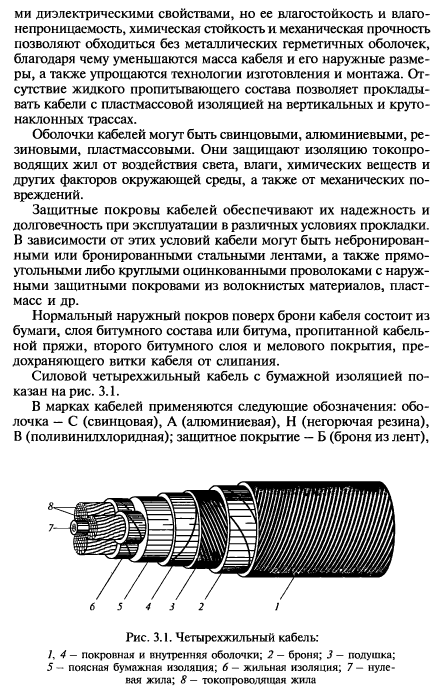 ми диэлектрическими свойствами, но ее влагостойкость и влаго-
непроницаемость, химическая стойкость и механическая прочность
позволяют обходиться без металлических герметичных оболочек,
благодаря чему уменьшаются масса кабеля и его наружные разме-
ры, а также упрощаются технологии изготовления и монтажа. От-
сутствие жидкого пропитывающего состава позволяет проклады-
вать кабели с пластмассовой изоляцией на вертикальных и круто-
наклонных трассах.
Оболочки кабелей могут быть свинцовыми, алюминиевыми, ре-
зиновыми, пластмассовыми. Они защищают изоляцию токопро-
водящих жил от воздействия света, влаги, химических веществ и
других факторов окружающей среды, а также от механических по-
вреждений.
Защитные покровы кабелей обеспечивают их надежность и
долговечность при эксплуатации в различных условиях прокладки.
В зависимости от этих условий кабели могут быть небронирован-
ными или бронированными стальными лентами, а также прямо-
угольными либо круглыми оцинкованными проволоками с наруж-
ными защитными покровами из волокнистых материалов, пласт-
масс и др.
Нормальный наружный покров поверх брони кабеля состоит из
бумаги, слоя битумного состава или битума, пропитанной кабель-
ной пряжи, второго битумного слоя и мелового покрытия, пре-
дохраняющего витки кабеля от слипания.
Силовой четырехжильный кабель с бумажной изоляцией по-
казан на рис. 3.1.
В марках кабелей применяются следующие обозначения: обо-
лочка – С (свинцовая), А (алюминиевая), Н (негорючая резина),
В (поливинилхлоридная); защитное покрытие – Б (броня из лент),
8
7
6 5 4 3 2 1
Рис. 3.1. Четырехжильный кабель:
1, 4 – покровная и внутренняя оболочки; 2 – броня; 3 – подушка;
5 – поясная бумажная изоляция; 6 – жильная изоляция; 7 – нуле-
вая жила; 8 – токопроводящая жила